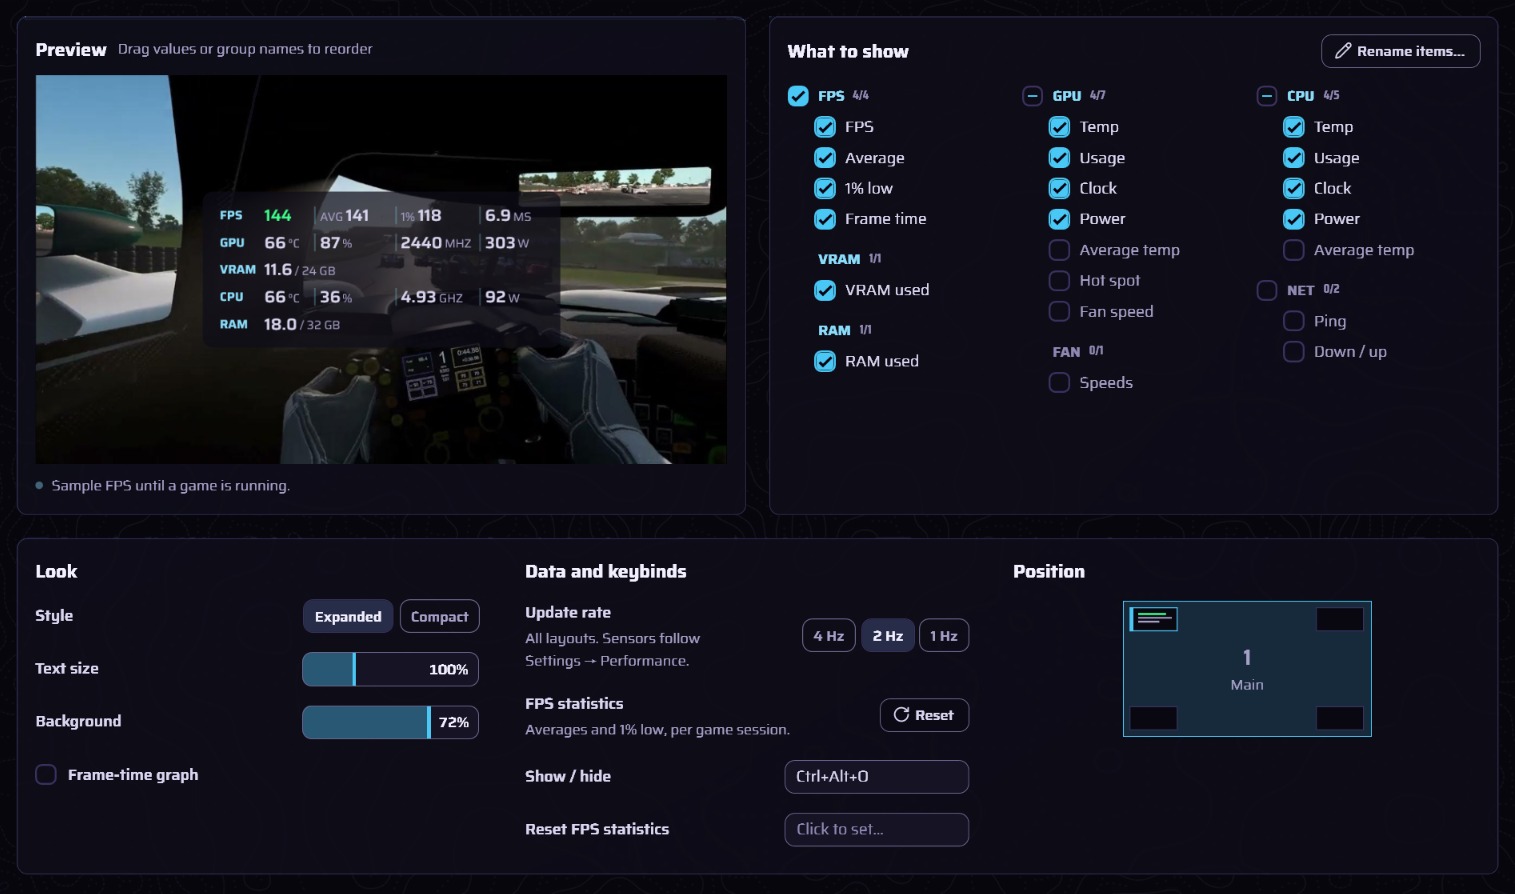 Preview Drag values or group names to reorder
FPS 144 AVG 141 1% 118 6.9 MS
GPU 66 °C 87 % 2440 MHZ 303 W
VRAM 11.6 / 24 GB
CPU 66 °C 36 % 4.93 GHZ 92 W
RAM 18.0 / 32 GB
1 0:44.50
Sample FPS until a game is running.
What to show
Rename items...
FPS 4/4
FPS
Average
1% low
Frame time
VRAM 1/1
VRAM used
RAM 1/1
RAM used
GPU 4/7
Temp
Usage
Clock
Power
Average temp
Hot spot
Fan speed
FAN 0/1
Speeds
CPU 4/5
Temp
Usage
Clock
Power
Average temp
NET 0/2
Ping
Down / up
Look
Style Expanded Compact
Text size 100%
Background 72%
Frame-time graph
Data and keybinds
Update rate
All layouts. Sensors follow
Settings → Performance.
4 Hz 2 Hz 1 Hz
FPS statistics
Averages and 1% low, per game session.
Reset
Show / hide Ctrl+Alt+O
Reset FPS statistics Click to set...
Position
1
Main